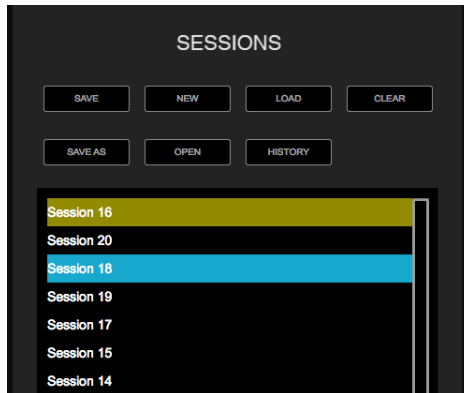 SESSIONS
SAVE NEW LOAD CLEAR
SAVE AS OPEN HISTORY
Session 16
Session 20
Session 18
Session 19
Session 17
Session 15
Session 14